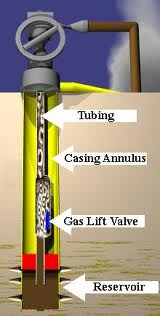 Tubing
Casing Annulus
Gas Lift Valve
Reservoir